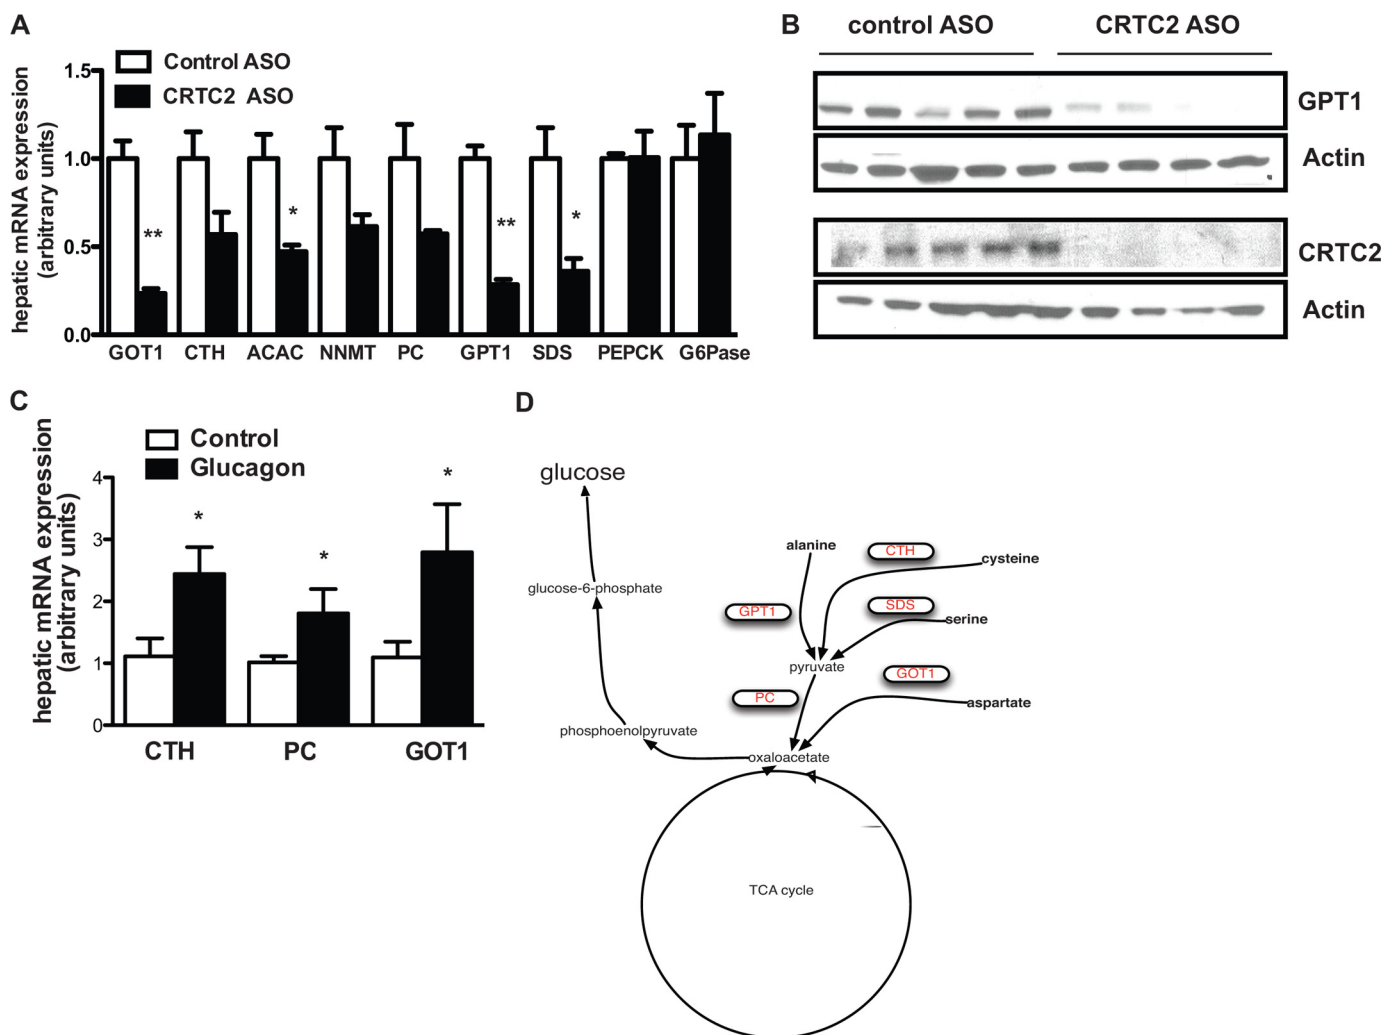 A
Control ASO
CRTC2 ASO
hepatic mRNA expression
(arbitrary units)
1.5
1.0
0.5
0.0
**
*
**
*
GOT1 CTH ACAC NNMT PC GPT1 SDS PEPCK G6Pase
B
control ASO CRTC2 ASO
GPT1
Actin
CRTC2
Actin
C
Control
Glucagon
hepatic mRNA expression
(arbitrary units)
4
3
2
1
0
*
*
*
CTH PC GOT1
D
glucose
alanine
CTH
cysteine
glucose-6-phosphate
GPT1
SDS
serine
pyruvate
GOT1
PC
aspartate
phosphoenolpyruvate
oxaloacetate
TCA cycle